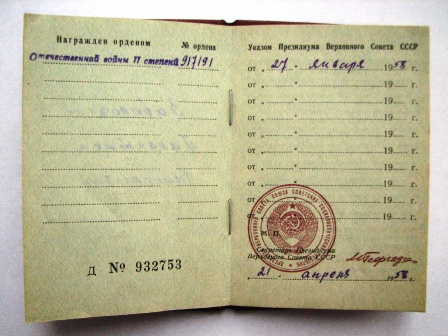 Награжден орденом № ордена
Отечественной войны II степени 917191
Д № 932753
Указом Президиума Верховного Совета СССР
от „ 27 “ января 1958 г.
от „ “ 19 г.
от „ “ 19 г.
от „ “ 19 г.
от „ “ 19 г.
от „ “ 19 г.
от „ “ 19 г.
от „ “ 19 г.
от „ “ 19 г.
М. П.
Секретарь Президиума
Верховного Совета СССР
„ 21 “ апреля 1958 г.